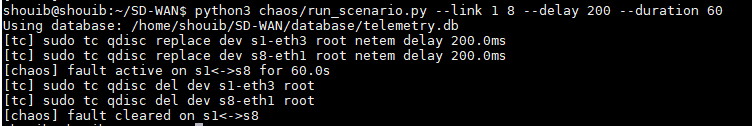 shouib@shouib:~/SD-WAN$ python3 chaos/run_scenario.py --link 1 8 --delay 200 --duration 60
Using database: /home/shouib/SD-WAN/database/telemetry.db
[tc] sudo tc qdisc replace dev s1-eth3 root netem delay 200.0ms
[tc] sudo tc qdisc replace dev s8-eth1 root netem delay 200.0ms
[chaos] fault active on s1<->s8 for 60.0s
[tc] sudo tc qdisc del dev s1-eth3 root
[tc] sudo tc qdisc del dev s8-eth1 root
[chaos] fault cleared on s1<->s8